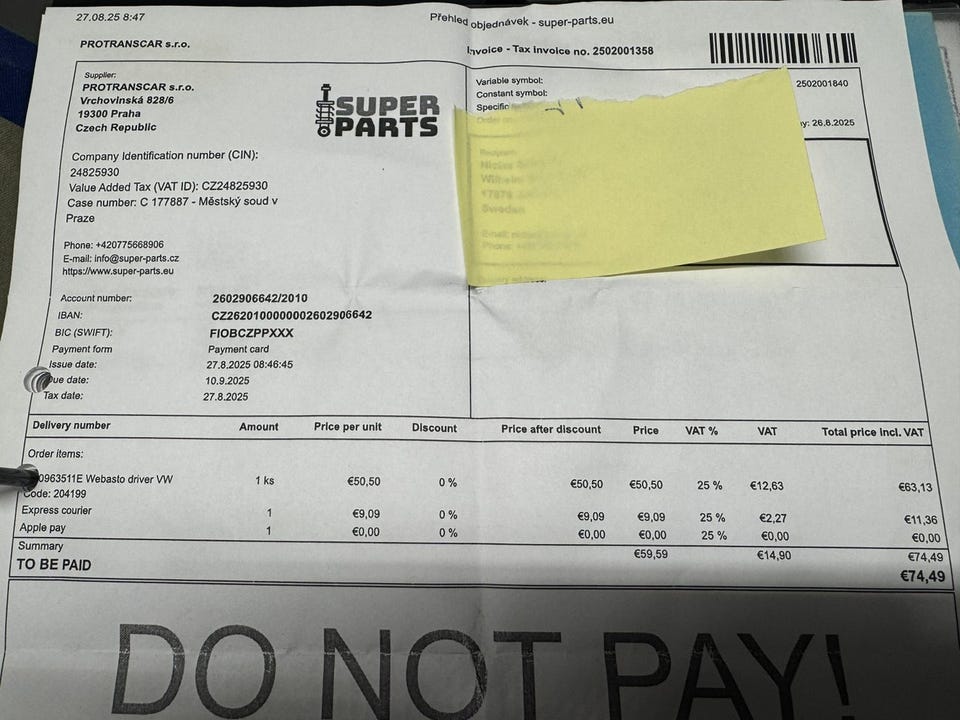 27.08.25 8:47
Přehled objednávek - super-parts.eu
PROTRANSCAR s.r.o.
Invoice - Tax invoice no. 2502001358
Supplier:
PROTRANSCAR s.r.o.
Vrchovinská 828/6
19300 Praha
Czech Republic
SUPER
PARTS
Company Identification number (CIN):
24825930
Value Added Tax (VAT ID): CZ24825930
Case number: C 177887 - Městský soud v
Praze
Phone: +420775668906
E-mail: info@super-parts.cz
https://www.super-parts.eu
Variable symbol: 2502001840
Constant symbol:
Specific
26.8.2025
Sweden
Account number: 2602906642/2010
IBAN: CZ2620100000002602906642
BIC (SWIFT): FIOBCZPPXXX
Payment form Payment card
Issue date: 27.8.2025 08:46:45
Due date: 10.9.2025
Tax date: 27.8.2025
Delivery number Amount Price per unit Discount Price after discount Price VAT % VAT Total price incl. VAT
Order items:
0963511E Webasto driver VW 1 ks €50,50 0 % €50,50 €50,50 25 % €12,63 €63,13
Code: 204199
Express courier 1 €9,09 0 % €9,09 €9,09 25 % €2,27 €11,36
Apple pay 1 €0,00 0 % €0,00 €0,00 25 % €0,00 €0,00
Summary €59,59 €14,90 €74,49
TO BE PAID €74,49
DO NOT PAY!